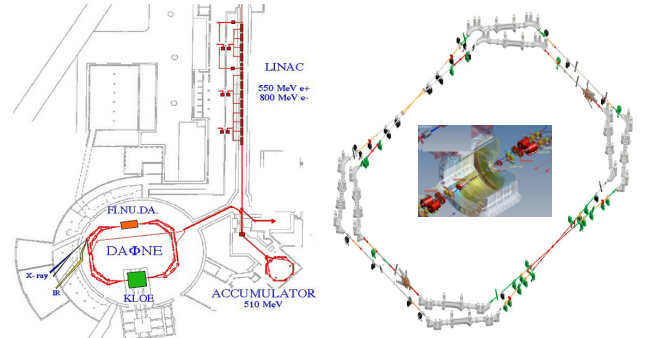 LINAC
550 MeV e+
800 MeV e-
FI.NU.DA.
DAΦNE
X-ray
IR
KLOE
ACCUMULATOR
510 MeV